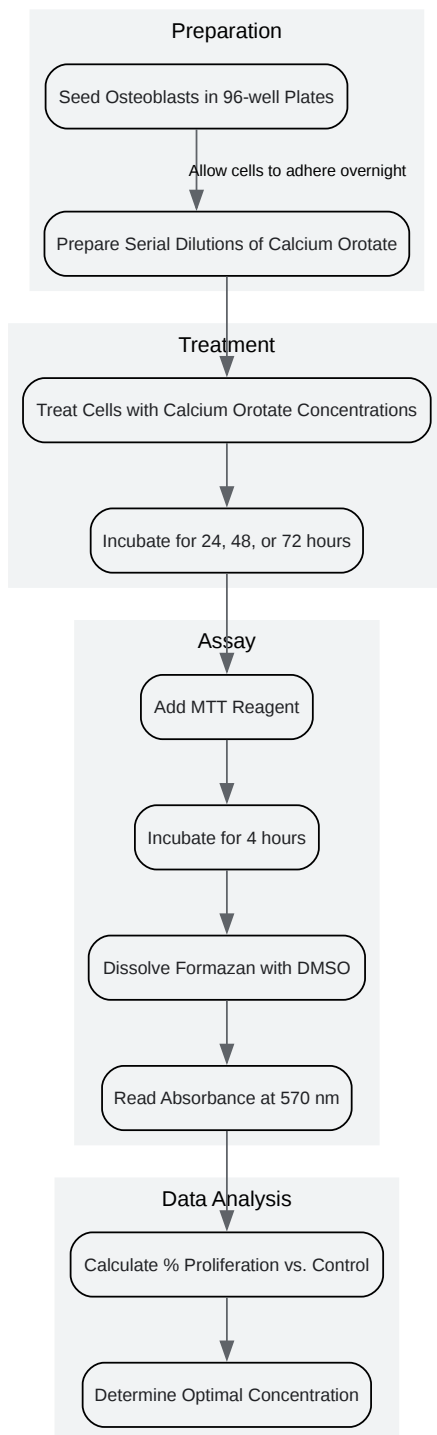 Preparation
Seed Osteoblasts in 96-well Plates
Allow cells to adhere overnight
Prepare Serial Dilutions of Calcium Orotate
Treatment
Treat Cells with Calcium Orotate Concentrations
Incubate for 24, 48, or 72 hours
Assay
Add MTT Reagent
Incubate for 4 hours
Dissolve Formazan with DMSO
Read Absorbance at 570 nm
Data Analysis
Calculate % Proliferation vs. Control
Determine Optimal Concentration